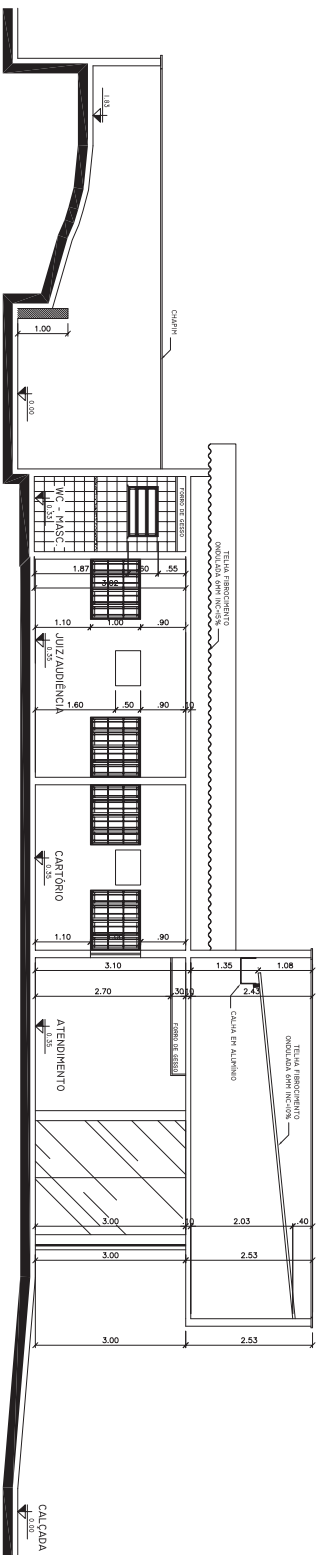 1.83
1.00
CHAPIM
0.00
FORRO DE GESSO
WC - MASC.
0.33
1.87
.60
.55
3.02
TELHA FIBROCIMENTO
ONDULADA 6MM INC=15%
1.10
1.00
.90
JUIZ/AUDIÊNCIA
0.35
1.60
.50
.90
.10
CARTÓRIO
0.35
1.10
.90
3.10
1.35
1.08
2.70
.30
.10
2.43
CALHA EM ALUMÍNIO
ATENDIMENTO
0.35
FORRO DE GESSO
TELHA FIBROCIMENTO
ONDULADA 6MM INC=10%
3.00
.10
2.03
.40
3.00
2.53
3.00
2.53
CALÇADA
0.00